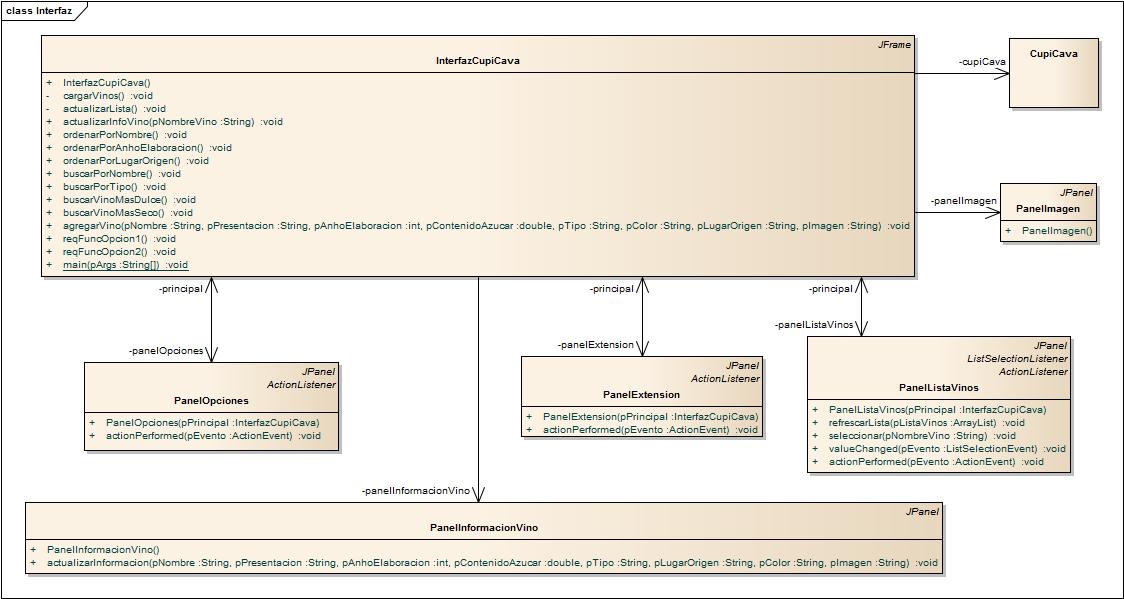 class Interfaz
JFrame
InterfazCupiCava
+ InterfazCupiCava()
- cargarVinos() :void
- actualizarLista() :void
+ actualizarInfoVino(pNombreVino :String) :void
+ ordenarPorNombre() :void
+ ordenarPorAnhoElaboracion() :void
+ ordenarPorLugarOrigen() :void
+ buscarPorNombre() :void
+ buscarPorTipo() :void
+ buscarVinoMasDulce() :void
+ buscarVinoMasSeco() :void
+ agregarVino(pNombre :String, pPresentacion :String, pAnhoElaboracion :int, pContenidoAzucar :double, pTipo :String, pColor :String, pLugarOrigen :String, pImagen :String) :void
+ reqFuncOpcion1() :void
+ reqFuncOpcion2() :void
+ main(pArgs :String[]) :void
-cupiCava
CupiCava
-panelImagen
JPanel
PanelImagen
+ PanelImagen()
-principal
-panelOpciones
JPanel
ActionListener
PanelOpciones
+ PanelOpciones(pPrincipal :InterfazCupiCava)
+ actionPerformed(pEvento :ActionEvent) :void
-principal
-panelExtension
JPanel
ActionListener
PanelExtension
+ PanelExtension(pPrincipal :InterfazCupiCava)
+ actionPerformed(pEvento :ActionEvent) :void
-principal
-panelListaVinos
JPanel
ListSelectionListener
ActionListener
PanelListaVinos
+ PanelListaVinos(pPrincipal :InterfazCupiCava)
+ refrescarLista(pListaVinos :ArrayList) :void
+ seleccionar(pNombreVino :String) :void
+ valueChanged(pEvento :ListSelectionEvent) :void
+ actionPerformed(pEvento :ActionEvent) :void
-panelInformacionVino
JPanel
PanelInformacionVino
+ PanelInformacionVino()
+ actualizarInformacion(pNombre :String, pPresentacion :String, pAnhoElaboracion :int, pContenidoAzucar :double, pTipo :String, pLugarOrigen :String, pColor :String, pImagen :String) :void